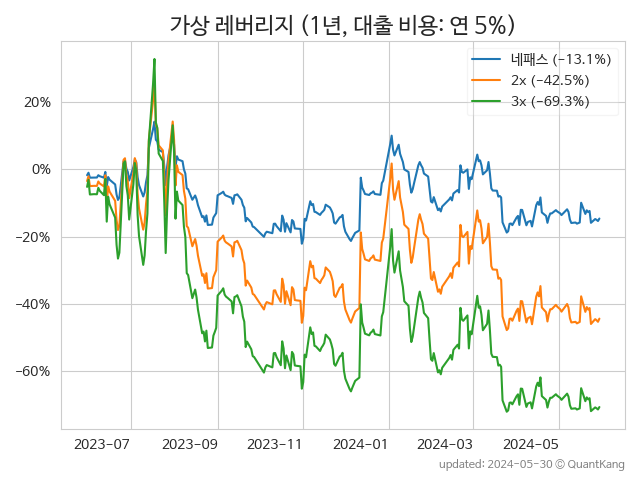 가상 레버리지 (1년, 대출 비용: 연 5%)
네패스 (−13.1%)
2x (−42.5%)
3x (−69.3%)
20%
0%
−20%
−40%
−60%
2023−07 2023−09 2023−11 2024−01 2024−03 2024−05
updated: 2024-05-30 © QuantKang